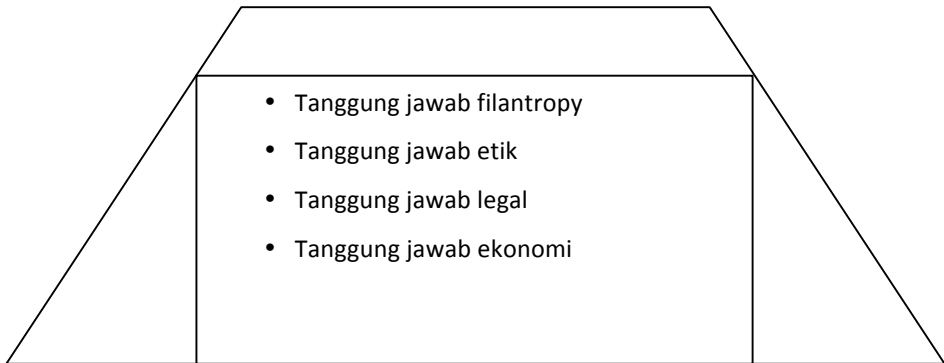 • Tanggung jawab filantropy
• Tanggung jawab etik
• Tanggung jawab legal
• Tanggung jawab ekonomi